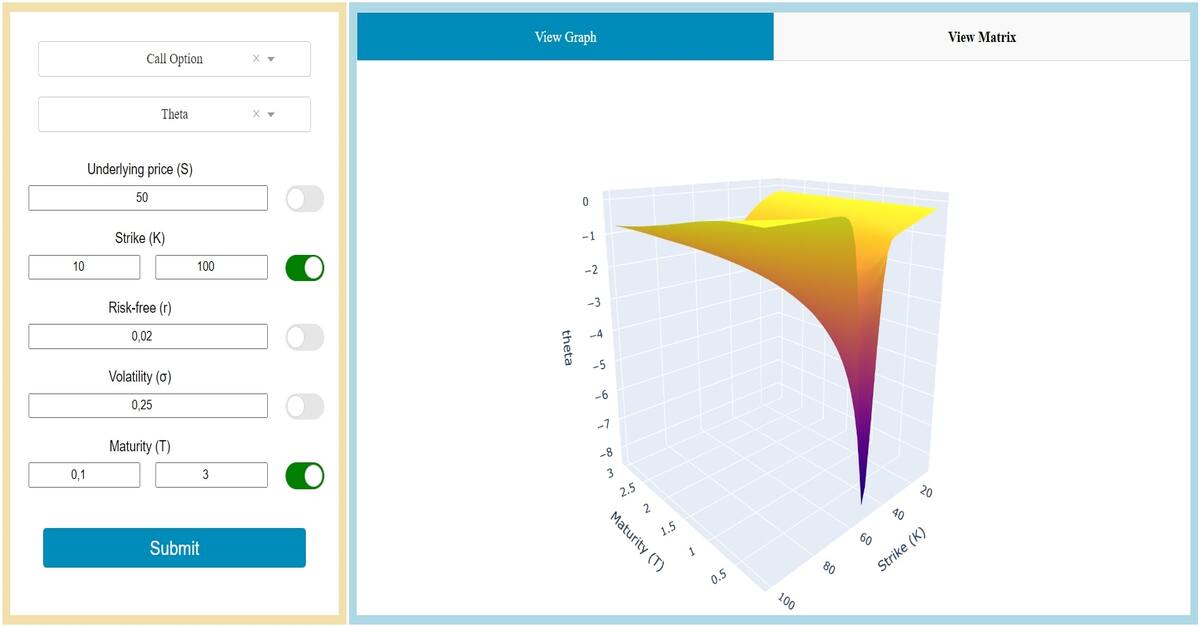 Call Option × 
Theta ×
Underlying price (S)
50
Strike (K)
10 100
Risk-free (r)
0,02
Volatility (σ)
0,25
Maturity (T)
0,1 3
Submit
View Graph View Matrix
0
−1
−2
−3
−4
−5
−6
−7
−8
theta
3
2.5
2
1.5
1
0.5
Maturity (T)
20
40
60
80
100
Strike (K)